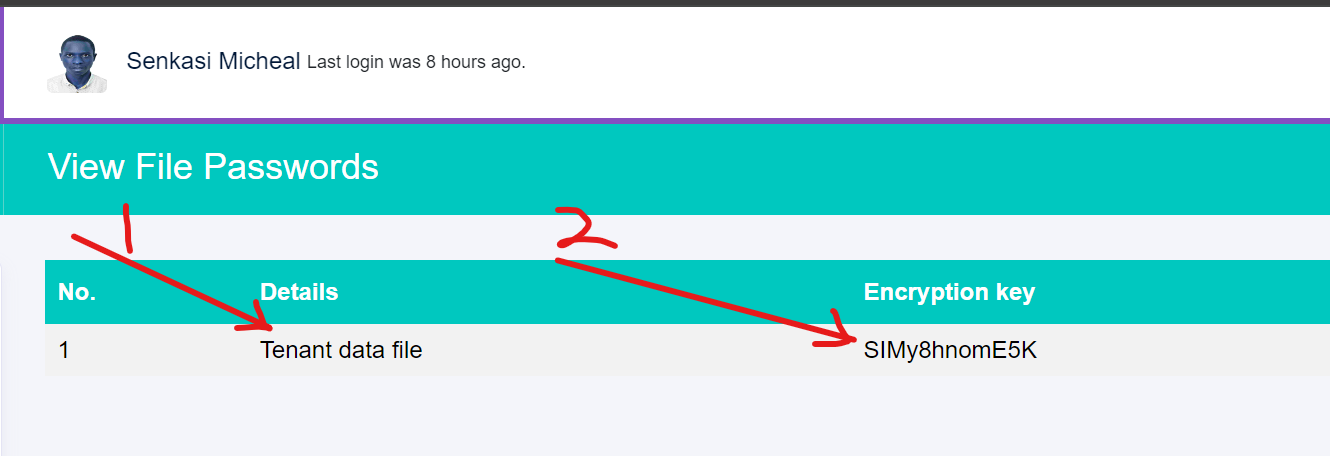 Senkasi Micheal Last login was 8 hours ago.
View File Passwords
1
2
No. Details Encryption key
1 Tenant data file SIMy8hnomE5K